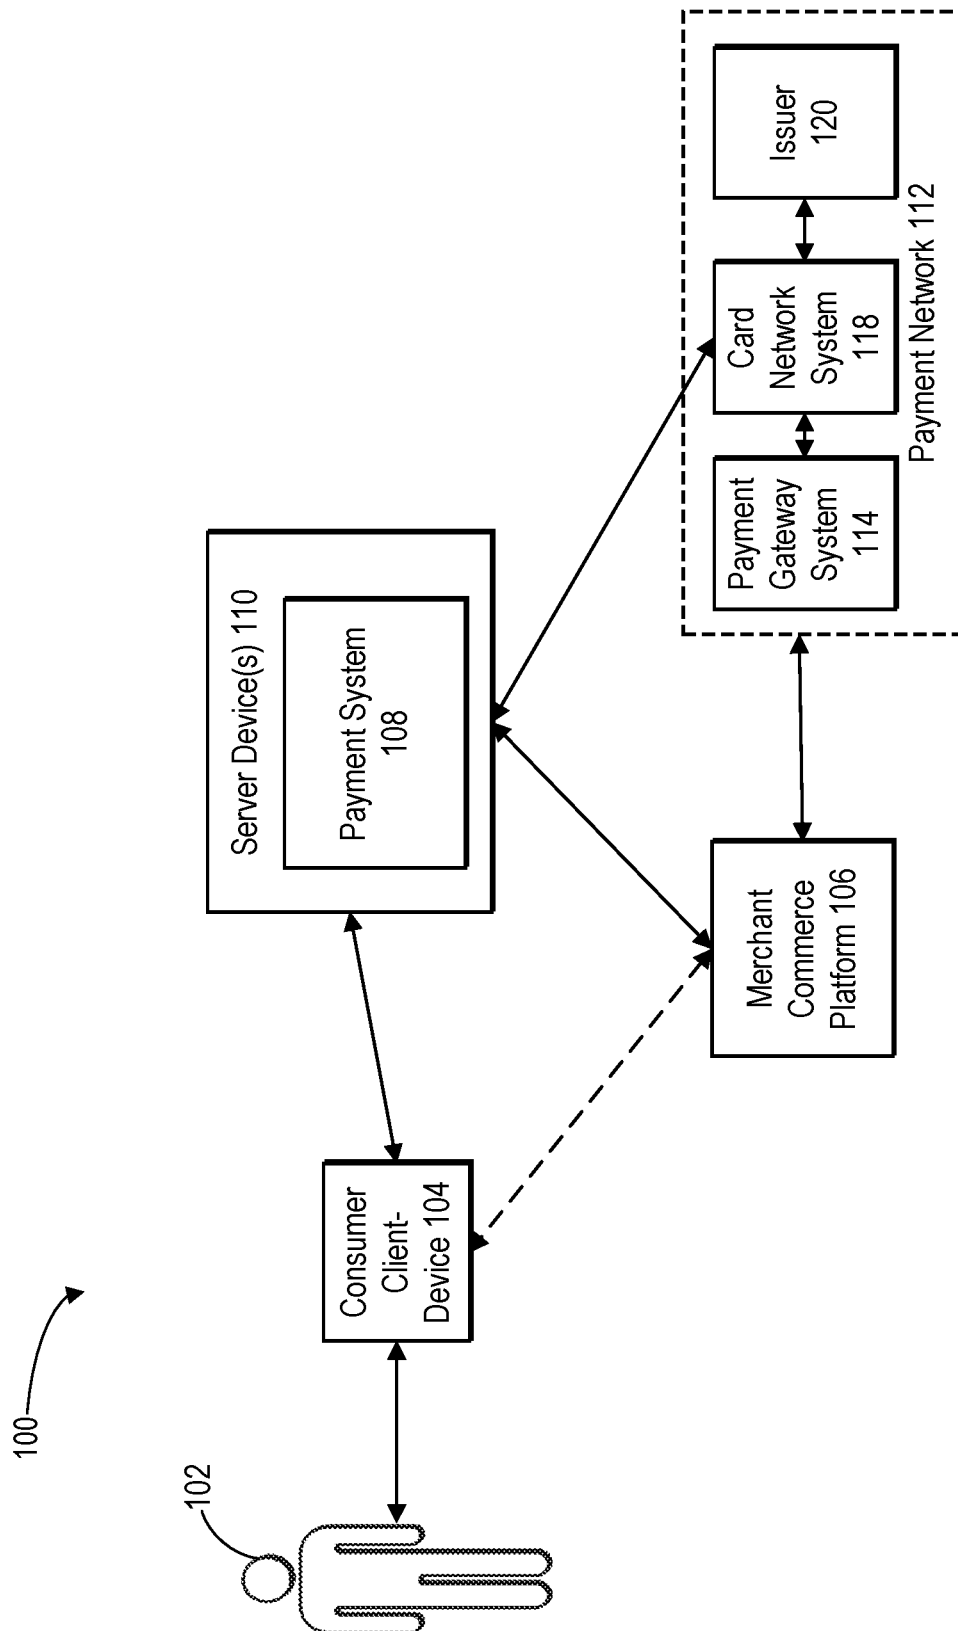 100
102
Consumer
Client-
Device 104
Server Device(s) 110
Payment System
108
Merchant
Commerce
Platform 106
Payment
Gateway
System
114
Card
Network
System
118
Issuer
120
Payment Network 112